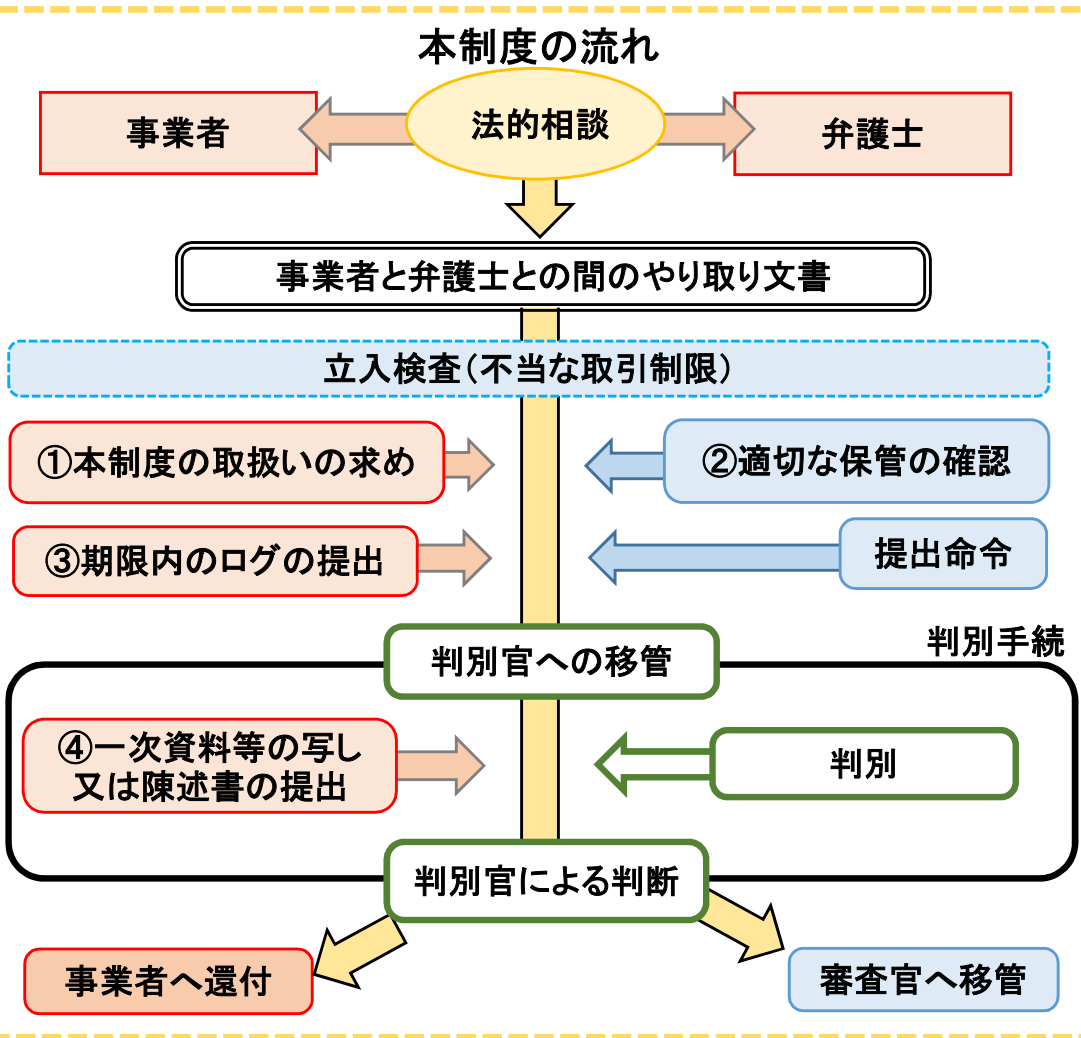 本制度の流れ
事業者
法的相談
弁護士
事業者と弁護士との間のやり取り文書
立入検査（不当な取引制限）
①本制度の取扱いの求め
②適切な保管の確認
③期限内のログの提出
提出命令
判別手続
判別官への移管
④一次資料等の写し
又は陳述書の提出
判別
判別官による判断
事業者へ還付
審査官へ移管